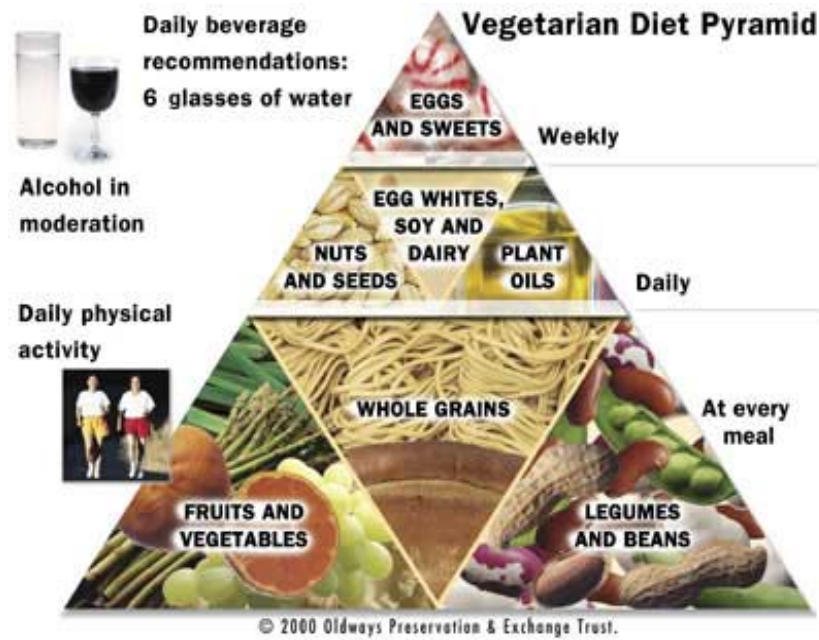 Vegetarian Diet Pyramid
Daily beverage
recommendations:
6 glasses of water
Alcohol in
moderation
Daily physical
activity
EGGS
AND SWEETS
Weekly
EGG WHITES,
SOY AND
DAIRY
NUTS
AND SEEDS
PLANT
OILS
Daily
WHOLE GRAINS
FRUITS AND
VEGETABLES
LEGUMES
AND BEANS
At every
meal
© 2000 Oldways Preservation & Exchange Trust.